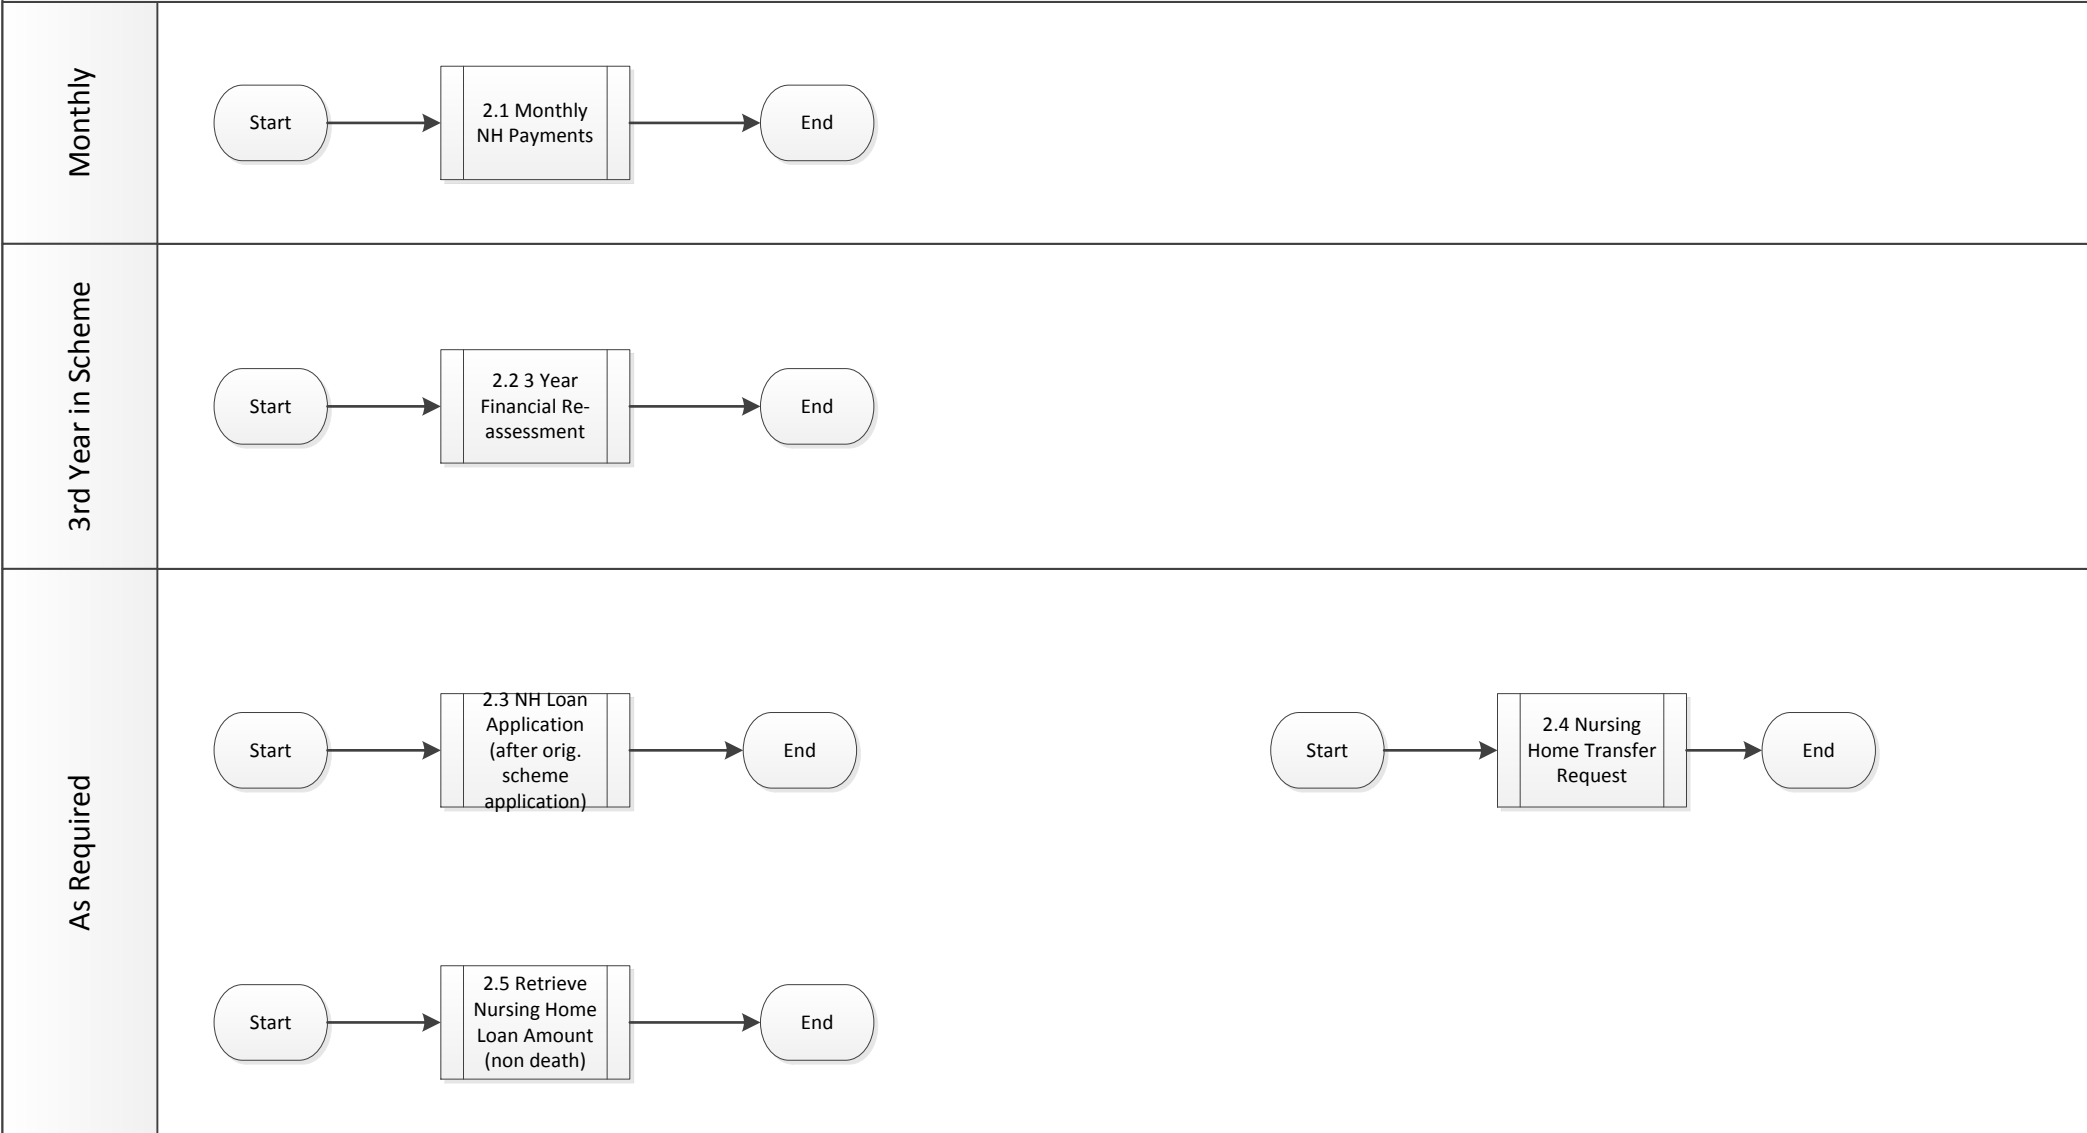 Monthly
Start
2.1 Monthly
NH Payments
End
3rd Year in Scheme
Start
2.2 3 Year
Financial Re-
assessment
End
As Required
Start
2.3 NH Loan
Application
(after orig.
scheme
application)
End
Start
2.4 Nursing
Home Transfer
Request
End
Start
2.5 Retrieve
Nursing Home
Loan Amount
(non death)
End